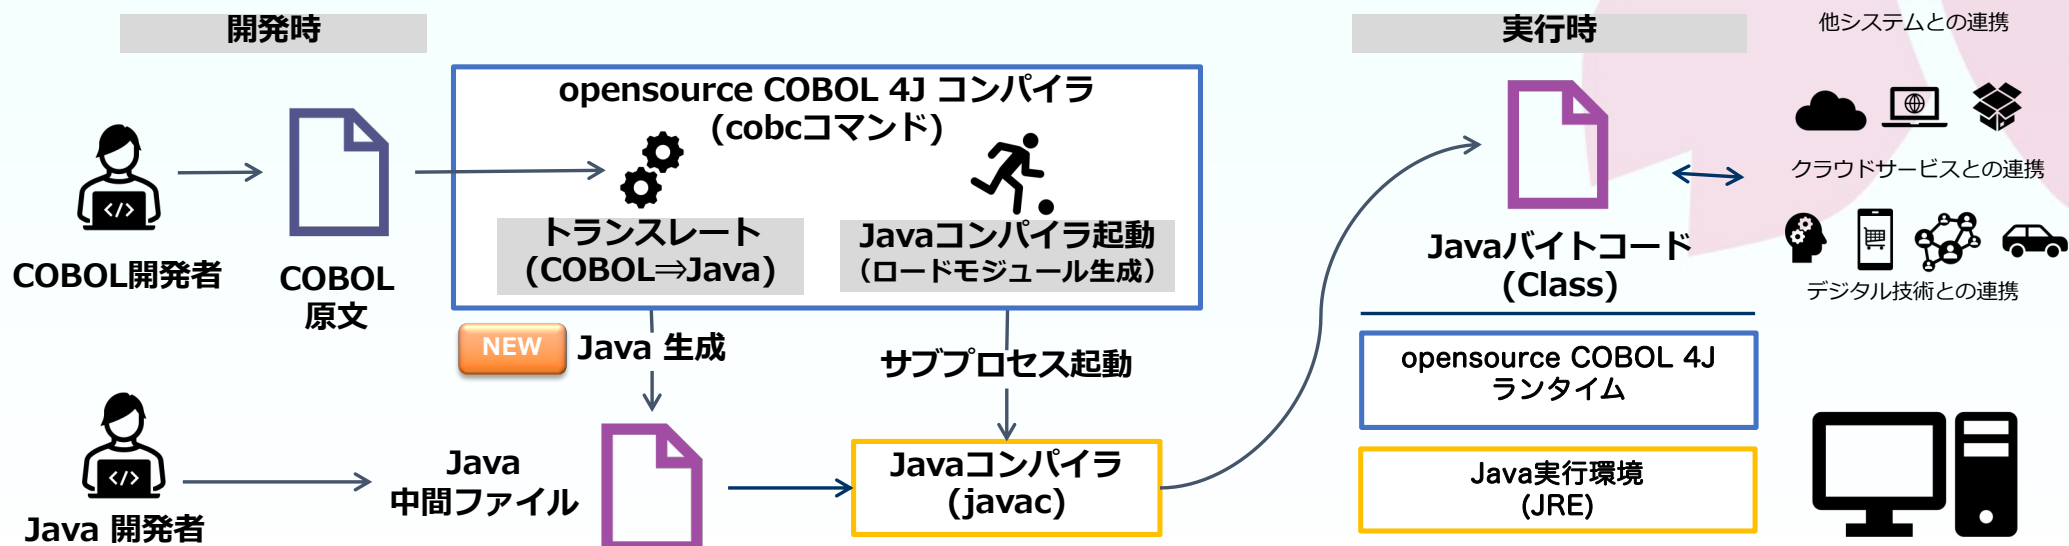 開発時
opensource COBOL 4J コンパイラ
(cobcコマンド)
トランスレート
(COBOL⇒Java)
Javaコンパイラ起動
（ロードモジュール生成）
COBOL開発者
COBOL
原文
NEW
Java 生成
サブプロセス起動
Java 開発者
Java
中間ファイル
Javaコンパイラ
(javac)
実行時
Javaバイトコード
(Class)
opensource COBOL 4J
ランタイム
Java実行環境
(JRE)
他システムとの連携
クラウドサービスとの連携
デジタル技術との連携